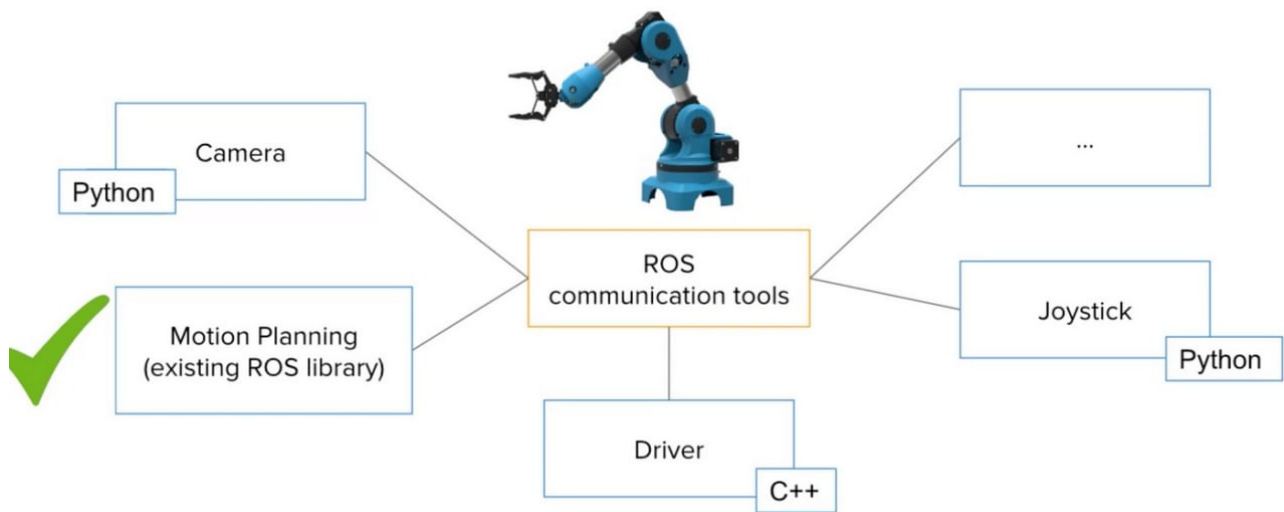 Camera
Python
Motion Planning
(existing ROS library)
ROS
communication tools
Driver
C++
...
Joystick
Python